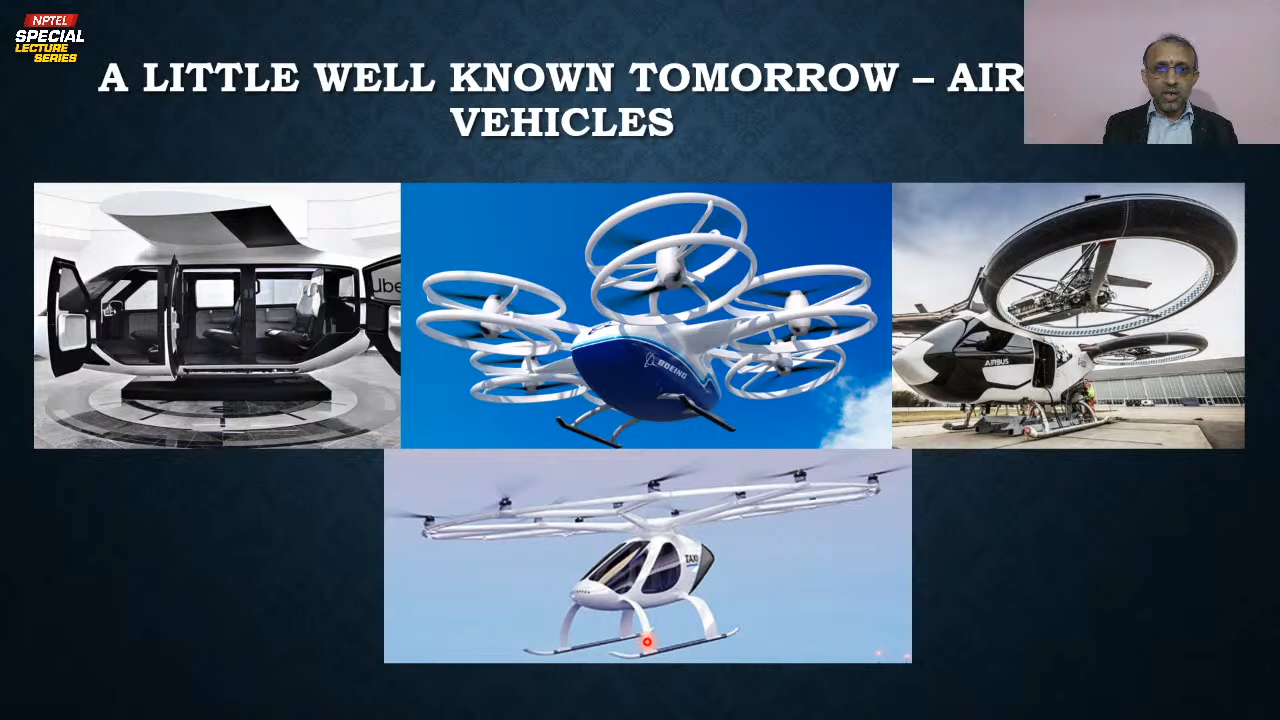 NPTEL
SPECIAL
LECTURE
SERIES
A LITTLE WELL KNOWN TOMORROW – AIR
VEHICLES
Ube
BOEING
AIRBUS
TAXI